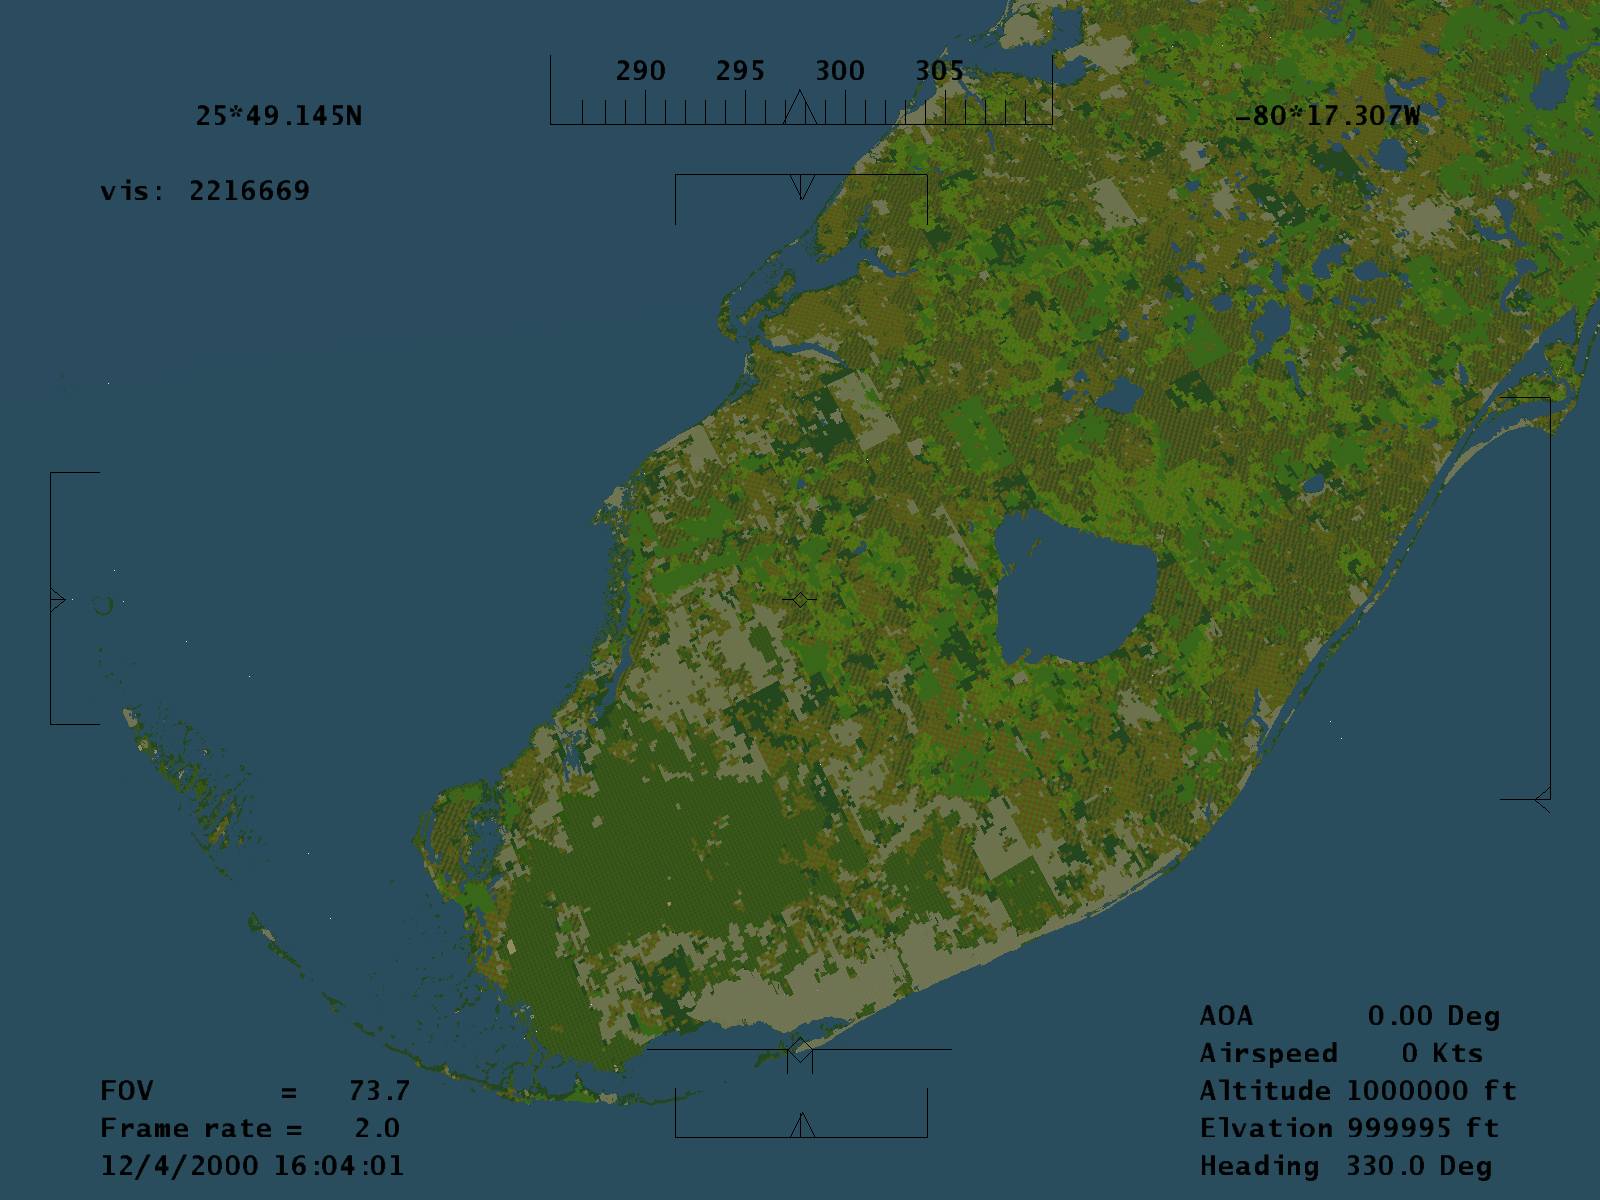 290 295 300 305
25*49.145N
-80*17.307W
vis: 2216669
AOA 0.00 Deg
Airspeed 0 Kts
Altitude 1000000 ft
Elvation 999995 ft
Heading 330.0 Deg
FOV = 73.7
Frame rate = 2.0
12/4/2000 16:04:01